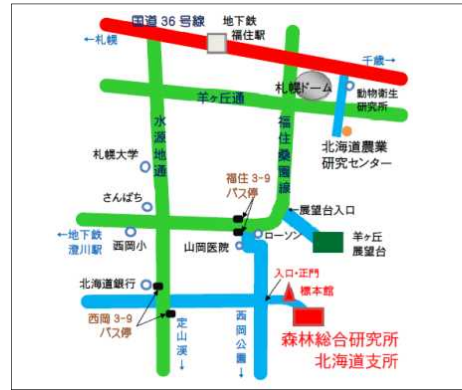 国道36号線
地下鉄
福住駅
←札幌
千歳→
札幌ドーム
動物衛生
研究所
羊ヶ丘通
水源地通
福住桑園線
北海道農業
研究センター
札幌大学
福住 3-9
バス停
さんぱち
←展望台入口
←地下鉄
澄川駅
西岡小
山岡医院
ローソン
羊ヶ丘
展望台
北海道銀行
入口・正門
標本館
西岡 3-9
バス停
定山渓↓
西岡公園↓
森林総合研究所
北海道支所